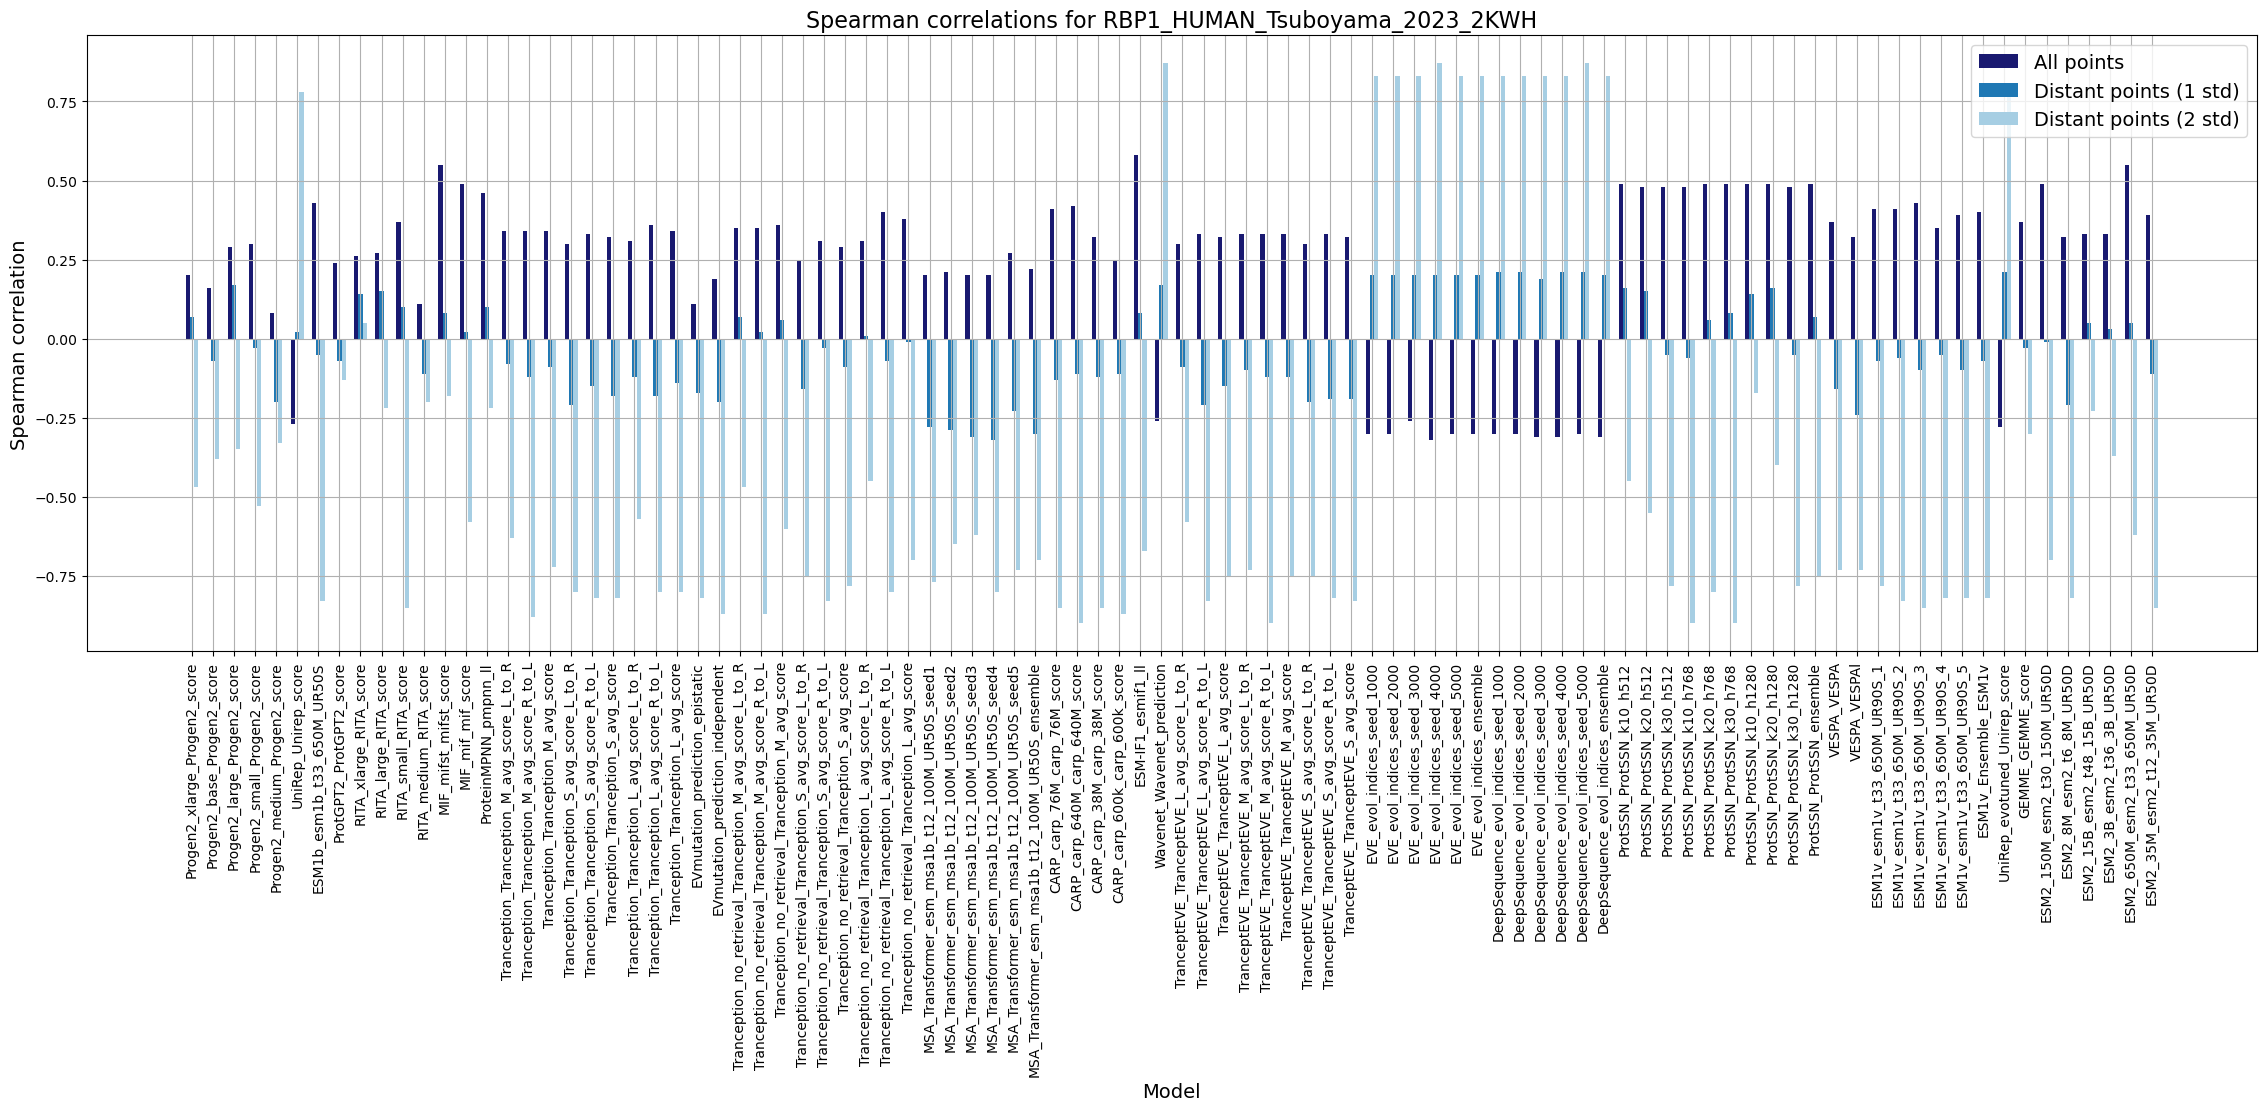 Spearman correlations for RBP1_HUMAN_Tsuboyama_2023_2KWH
All points
Distant points (1 std)
Distant points (2 std)
Spearman correlation
0.75
0.50
0.25
0.00
−0.25
−0.50
−0.75
Progen2_xlarge_Progen2_score
Progen2_base_Progen2_score
Progen2_large_Progen2_score
Progen2_small_Progen2_score
Progen2_medium_Progen2_score
UniRep_Unirep_score
ESM1b_esm1b_t33_650M_UR50S
ProtGPT2_ProtGPT2_score
RITA_xlarge_RITA_score
RITA_large_RITA_score
RITA_small_RITA_score
RITA_medium_RITA_score
MIF_mifst_mifst_score
MIF_mif_mif_score
ProteinMPNN_pmpnn_ll
Tranception_Tranception_M_avg_score_L_to_R
Tranception_Tranception_M_avg_score_R_to_L
Tranception_Tranception_M_avg_score
Tranception_Tranception_S_avg_score_L_to_R
Tranception_Tranception_S_avg_score_R_to_L
Tranception_Tranception_S_avg_score
Tranception_Tranception_L_avg_score_L_to_R
Tranception_Tranception_L_avg_score_R_to_L
Tranception_Tranception_L_avg_score
EVmutation_prediction_epistatic
EVmutation_prediction_independent
Tranception_no_retrieval_Tranception_M_avg_score_L_to_R
Tranception_no_retrieval_Tranception_M_avg_score_R_to_L
Tranception_no_retrieval_Tranception_M_avg_score
Tranception_no_retrieval_Tranception_S_avg_score_L_to_R
Tranception_no_retrieval_Tranception_S_avg_score_R_to_L
Tranception_no_retrieval_Tranception_S_avg_score
Tranception_no_retrieval_Tranception_L_avg_score_L_to_R
Tranception_no_retrieval_Tranception_L_avg_score_R_to_L
Tranception_no_retrieval_Tranception_L_avg_score
MSA_Transformer_esm_msa1b_t12_100M_UR50S_seed1
MSA_Transformer_esm_msa1b_t12_100M_UR50S_seed2
MSA_Transformer_esm_msa1b_t12_100M_UR50S_seed3
MSA_Transformer_esm_msa1b_t12_100M_UR50S_seed4
MSA_Transformer_esm_msa1b_t12_100M_UR50S_seed5
MSA_Transformer_esm_msa1b_t12_100M_UR50S_ensemble
CARP_carp_76M_carp_76M_score
CARP_carp_640M_carp_640M_score
CARP_carp_38M_carp_38M_score
CARP_carp_600k_carp_600k_score
ESM-IF1_esmif1_ll
Wavenet_Wavenet_prediction
TranceptEVE_TranceptEVE_L_avg_score_L_to_R
TranceptEVE_TranceptEVE_L_avg_score_R_to_L
TranceptEVE_TranceptEVE_L_avg_score
TranceptEVE_TranceptEVE_M_avg_score_L_to_R
TranceptEVE_TranceptEVE_M_avg_score_R_to_L
TranceptEVE_TranceptEVE_M_avg_score
TranceptEVE_TranceptEVE_S_avg_score_L_to_R
TranceptEVE_TranceptEVE_S_avg_score_R_to_L
TranceptEVE_TranceptEVE_S_avg_score
EVE_evol_indices_seed_1000
EVE_evol_indices_seed_2000
EVE_evol_indices_seed_3000
EVE_evol_indices_seed_4000
EVE_evol_indices_seed_5000
EVE_evol_indices_ensemble
DeepSequence_evol_indices_seed_1000
DeepSequence_evol_indices_seed_2000
DeepSequence_evol_indices_seed_3000
DeepSequence_evol_indices_seed_4000
DeepSequence_evol_indices_seed_5000
DeepSequence_evol_indices_ensemble
ProtSSN_ProtSSN_k10_h512
ProtSSN_ProtSSN_k20_h512
ProtSSN_ProtSSN_k30_h512
ProtSSN_ProtSSN_k10_h768
ProtSSN_ProtSSN_k20_h768
ProtSSN_ProtSSN_k30_h768
ProtSSN_ProtSSN_k10_h1280
ProtSSN_ProtSSN_k20_h1280
ProtSSN_ProtSSN_k30_h1280
ProtSSN_ProtSSN_ensemble
VESPA_VESPA
VESPA_VESPAl
ESM1v_esm1v_t33_650M_UR90S_1
ESM1v_esm1v_t33_650M_UR90S_2
ESM1v_esm1v_t33_650M_UR90S_3
ESM1v_esm1v_t33_650M_UR90S_4
ESM1v_esm1v_t33_650M_UR90S_5
ESM1v_Ensemble_ESM1v
UniRep_evotuned_Unirep_score
GEMME_GEMME_score
ESM2_150M_esm2_t30_150M_UR50D
ESM2_8M_esm2_t6_8M_UR50D
ESM2_15B_esm2_t48_15B_UR50D
ESM2_3B_esm2_t36_3B_UR50D
ESM2_650M_esm2_t33_650M_UR50D
ESM2_35M_esm2_t12_35M_UR50D
Model